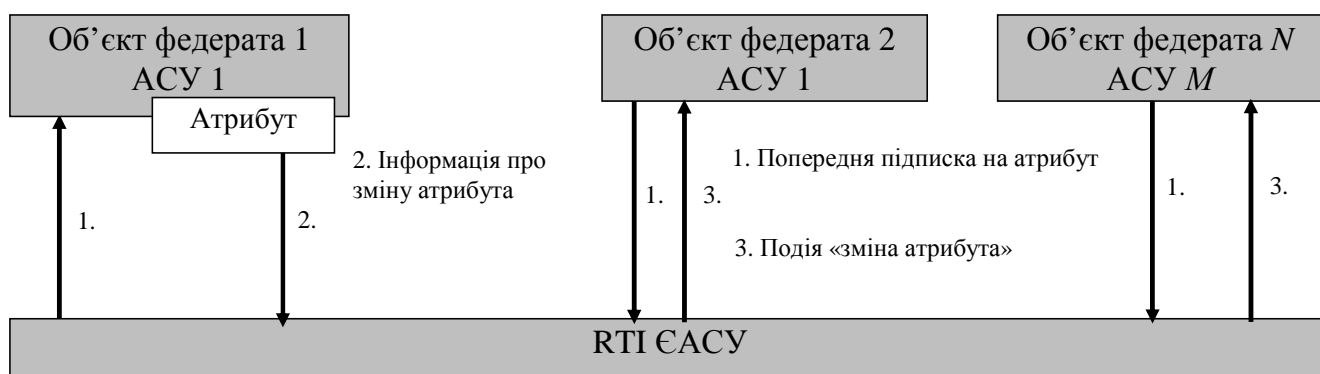 Об’єкт федерата 1
АСУ 1
Атрибут
Об’єкт федерата 2
АСУ 1
Об’єкт федерата N
АСУ M
2. Інформація про
зміну атрибута
1. Попередня підписка на атрибут
1.
2.
1.
3.
1.
3.
3. Подія «зміна атрибута»
RTI ЄАСУ